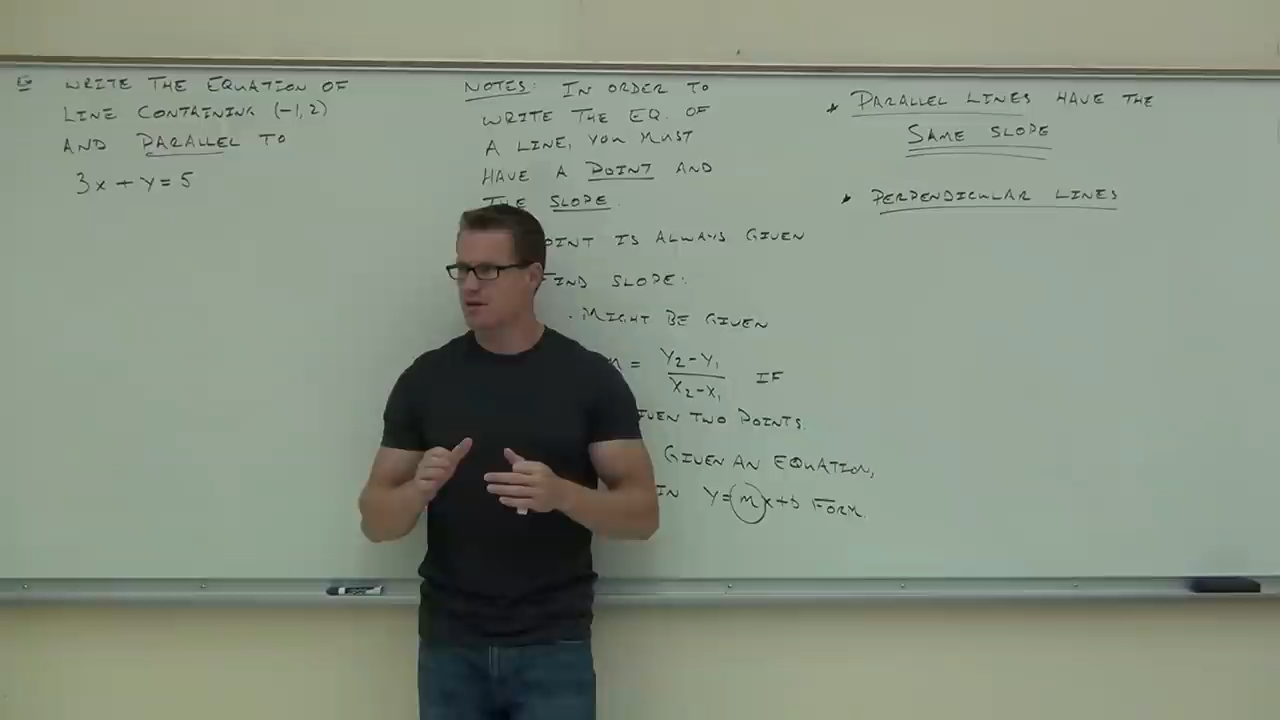 EX WRITE THE EQUATION OF
LINE CONTAINING (-1,2)
AND PARALLEL TO
3x + y = 5
NOTES: IN ORDER TO
WRITE THE EQ. OF
A LINE, YOU MUST
HAVE A POINT AND
THE SLOPE.
IS ALWAYS GIVEN
FIND SLOPE:
· MIGHT BE GIVEN
m = y₂-y₁ / x₂-x₁ IF
TWO POINTS.
GIVEN AN EQUATION,
IN y=mx+b FORM.
* PARALLEL LINES HAVE THE
SAME SLOPE
* PERPENDICULAR LINES